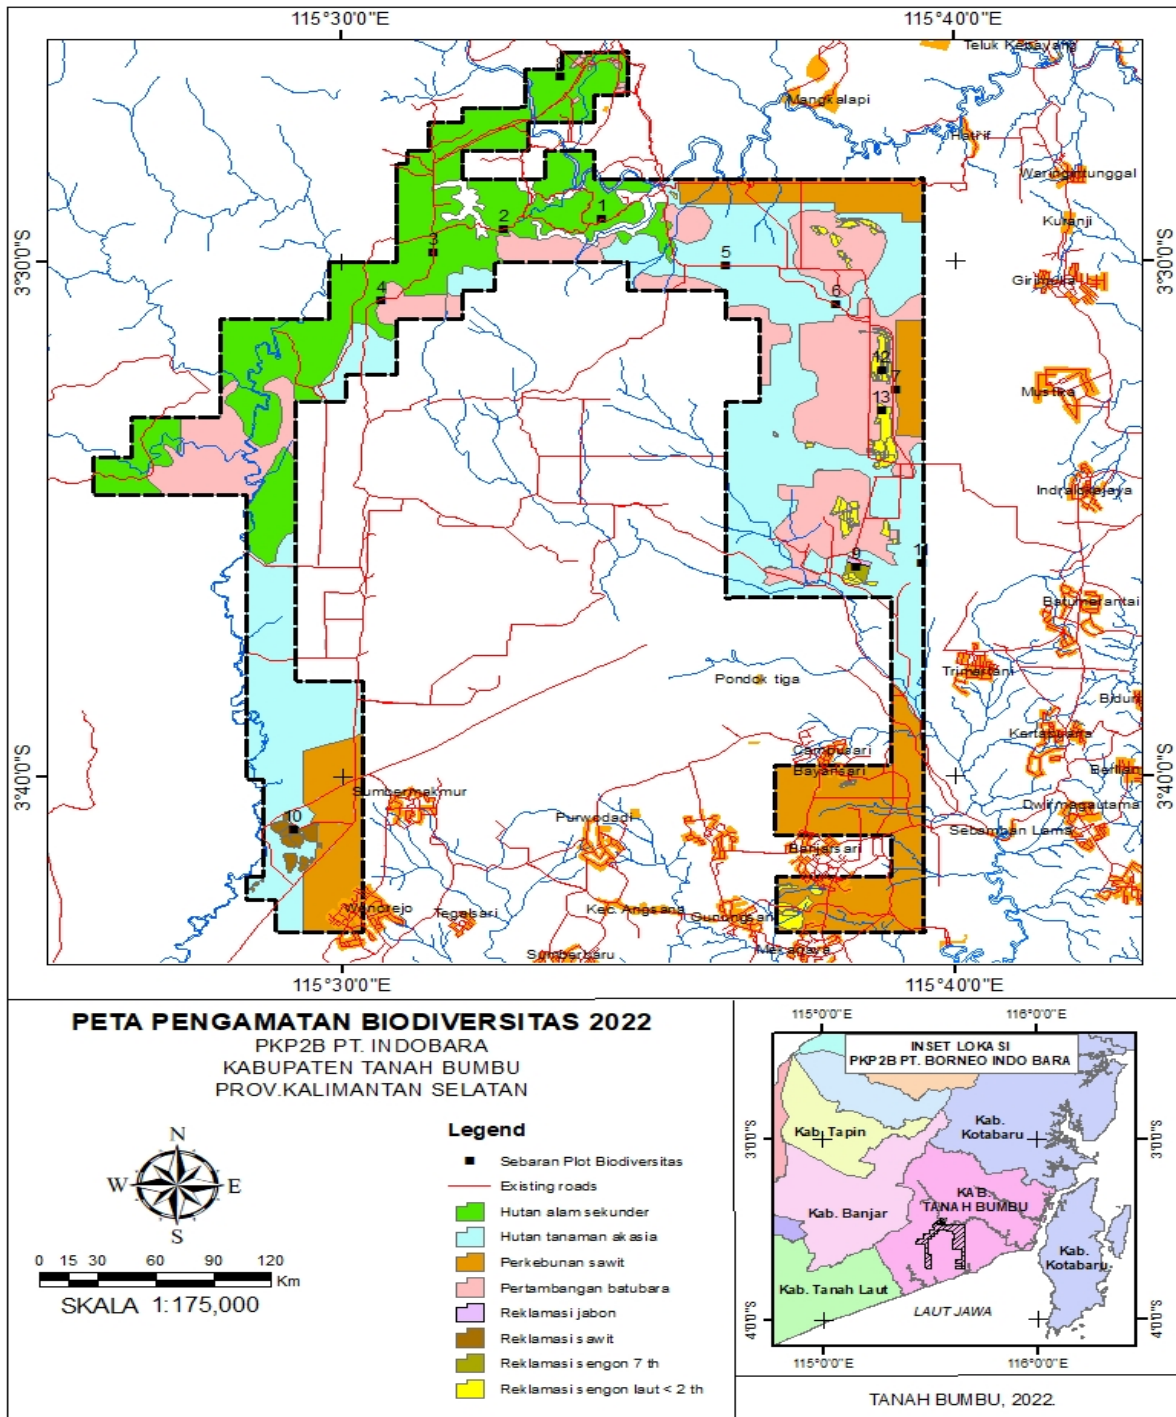 115°30'0"E
115°40'0"E
Teluk Kepayang
Mangkalapi
Hatiif
Waringintunggal
Kuranji
3°30'0"S
3°30'0"S
Girimulia
1
2
3
4
5
6
12
7
13
Mustika
Indralokajaya
9
11
Batumerantai
Trimartani
Pondok tiga
Biduri
Kertabuana
Campusari
Bayansari
Berlian
3°40'0"S
3°40'0"S
Sumbermakmur
10
Purwodadi
Dwirmagautama
Sebamban Lama
Banjarsari
Wonorejo
Tegalsari
Kec. Angsana
Gunungsari
Sumberbaru
Mekarjaya
115°30'0"E
115°40'0"E
PETA PENGAMATAN BIODIVERSITAS 2022
PKP2B PT. INDOBARA
KABUPATEN TANAH BUMBU
PROV.KALIMANTAN SELATAN
N
W
E
S
0 15 30 60 90 120
Km
SKALA 1:175,000
Legend
Sebaran Plot Biodiversitas
Existing roads
Hutan alam sekunder
Hutan tanaman akasia
Perkebunan sawit
Pertambangan batubara
Reklamasi jabon
Reklamasi sawit
Reklamasi sengon 7 th
Reklamasi sengon laut < 2 th
115°0'0"E
116°0'0"E
INSET LOKASI
PKP2B PT. BORNEO INDO BARA
3°0'0"S
3°0'0"S
Kab. Tapin
Kab.
Kotabaru
KAB.
TANAH BUMBU
Kab. Banjar
Kab.
Kotabaru
Kab. Tanah Laut
LAUT JAWA
4°0'0"S
4°0'0"S
115°0'0"E
116°0'0"E
TANAH BUMBU, 2022.